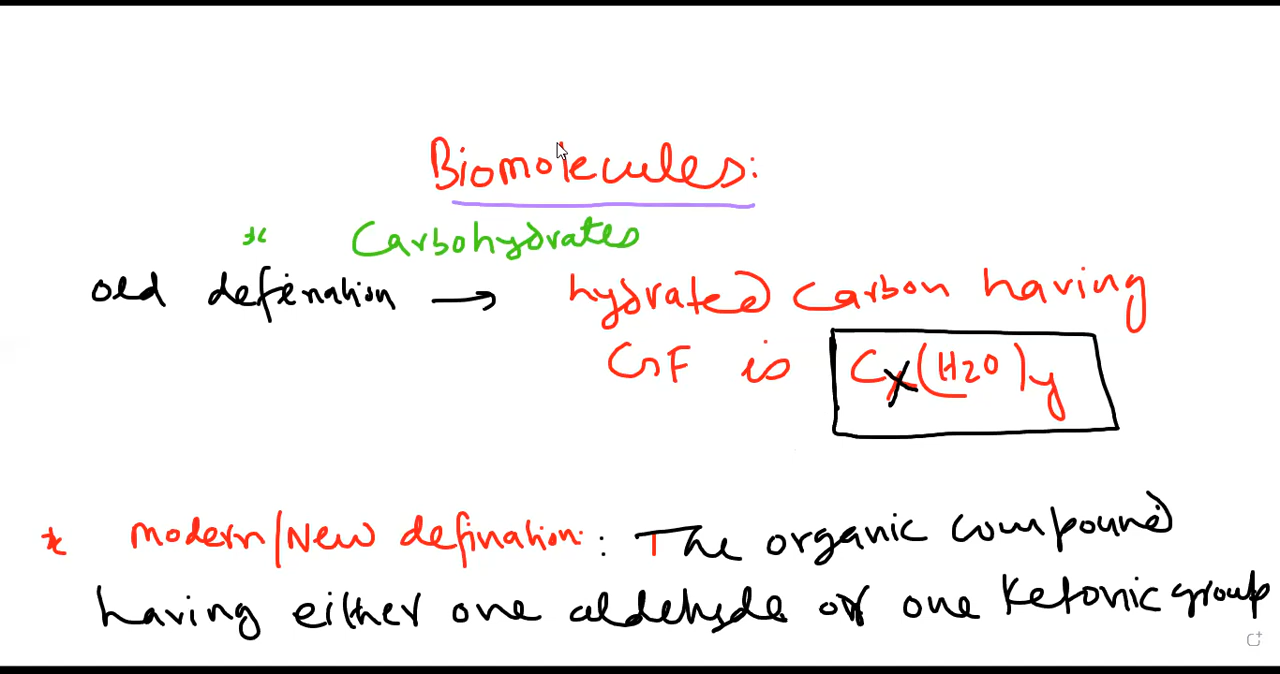 Biomolecules:
* Carbohydrates
old defination → hydrated carbon having
GF is Cx(H2O)y
* modern/New defination: : The organic compound
having either one aldehyde or one Ketonic group